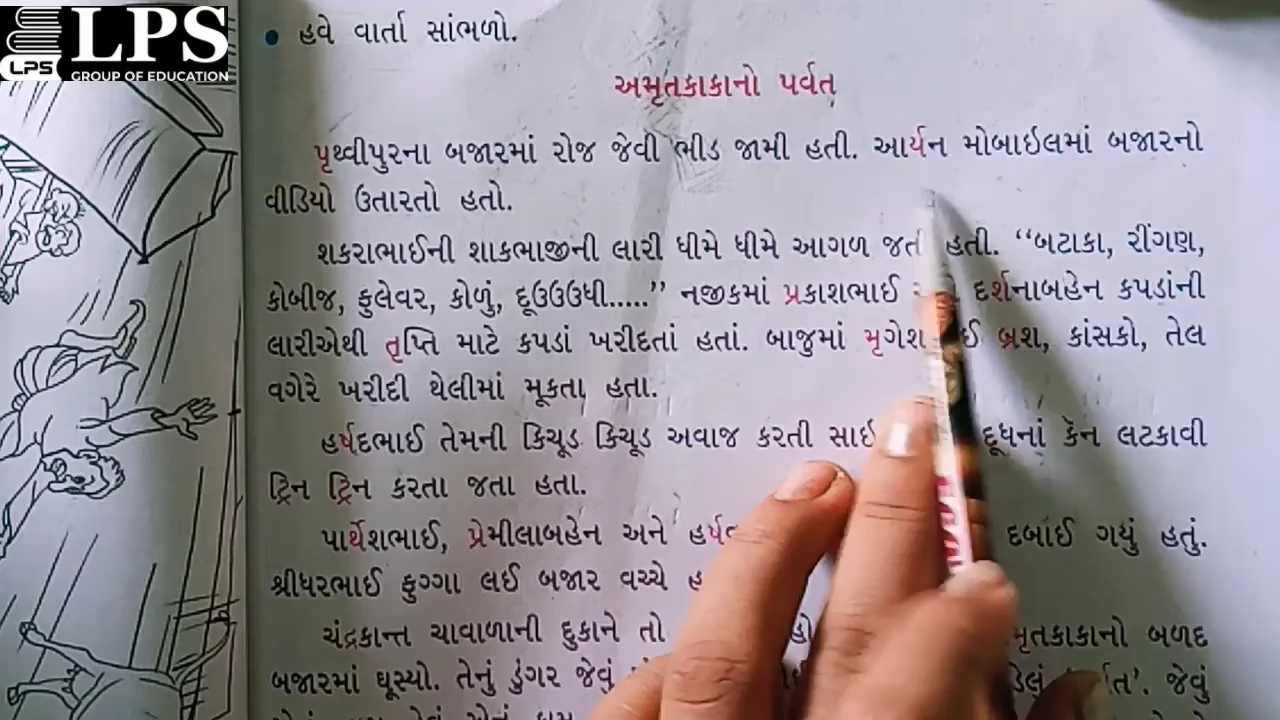 LPS
LPS
GROUP OF EDUCATION
• હવે વાર્તા સાંભળો.
અમૃતકાકાનો પર્વત
પૃથ્વીપુરના બજારમાં રોજ જેવી ભીડ જામી હતી. આર્યન મોબાઇલમાં બજારનો
વીડિયો ઉતારતો હતો.
શકરાભાઈની શાકભાજીની લારી ધીમે ધીમે આગળ જતી હતી. “બટાકા, રીંગણ,
કોબીજ, ફુલેવર, કોળું, દૂઉઉઉધી.....” નજીકમાં પ્રકાશભાઈ દર્શનાબહેન કપડાંની
લારીએથી તૃપ્તિ માટે કપડાં ખરીદતાં હતાં. બાજુમાં બ્રશ, કાંસકો, તેલ
વગેરે ખરીદી થેલીમાં મૂકતા હતા.
હર્ષદભાઈ તેમની કિચૂડ કિચૂડ અવાજ કરતી દૂધનાં કેન લટકાવી
ટ્રિન ટ્રિન કરતા જતા હતા.
પાર્થેશભાઈ, પ્રેમીલાબહેન અને દબાઈ ગયું હતું.
શ્રીધરભાઈ ફુગ્ગા લઈ બજાર વચ્ચે
ચંદ્રકાન્ત ચાવાળાની દુકાને તો બળદ
બજારમાં ઘૂસ્યો. તેનું ડુંગર જેવું જેવું